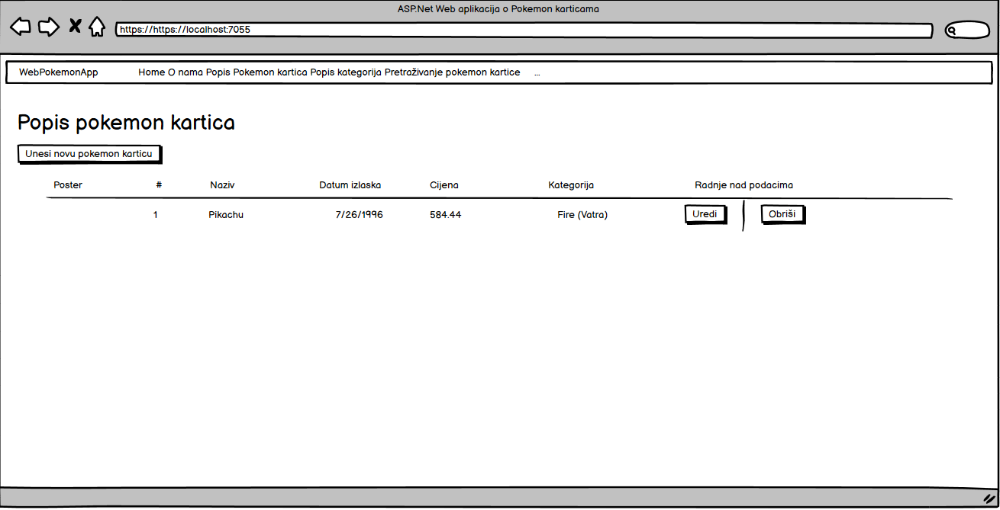 ASP.Net Web aplikacija o Pokemon karticama
https://https://localhost:7055
WebPokemonApp Home O nama Popis Pokemon kartica Popis kategorija Pretraživanje pokemon kartice ...
Popis pokemon kartica
Unesi novu pokemon karticu
Poster # Naziv Datum izlaska Cijena Kategorija Radnje nad podacima
1 Pikachu 7/26/1996 584.44 Fire (Vatra) Uredi Obriši